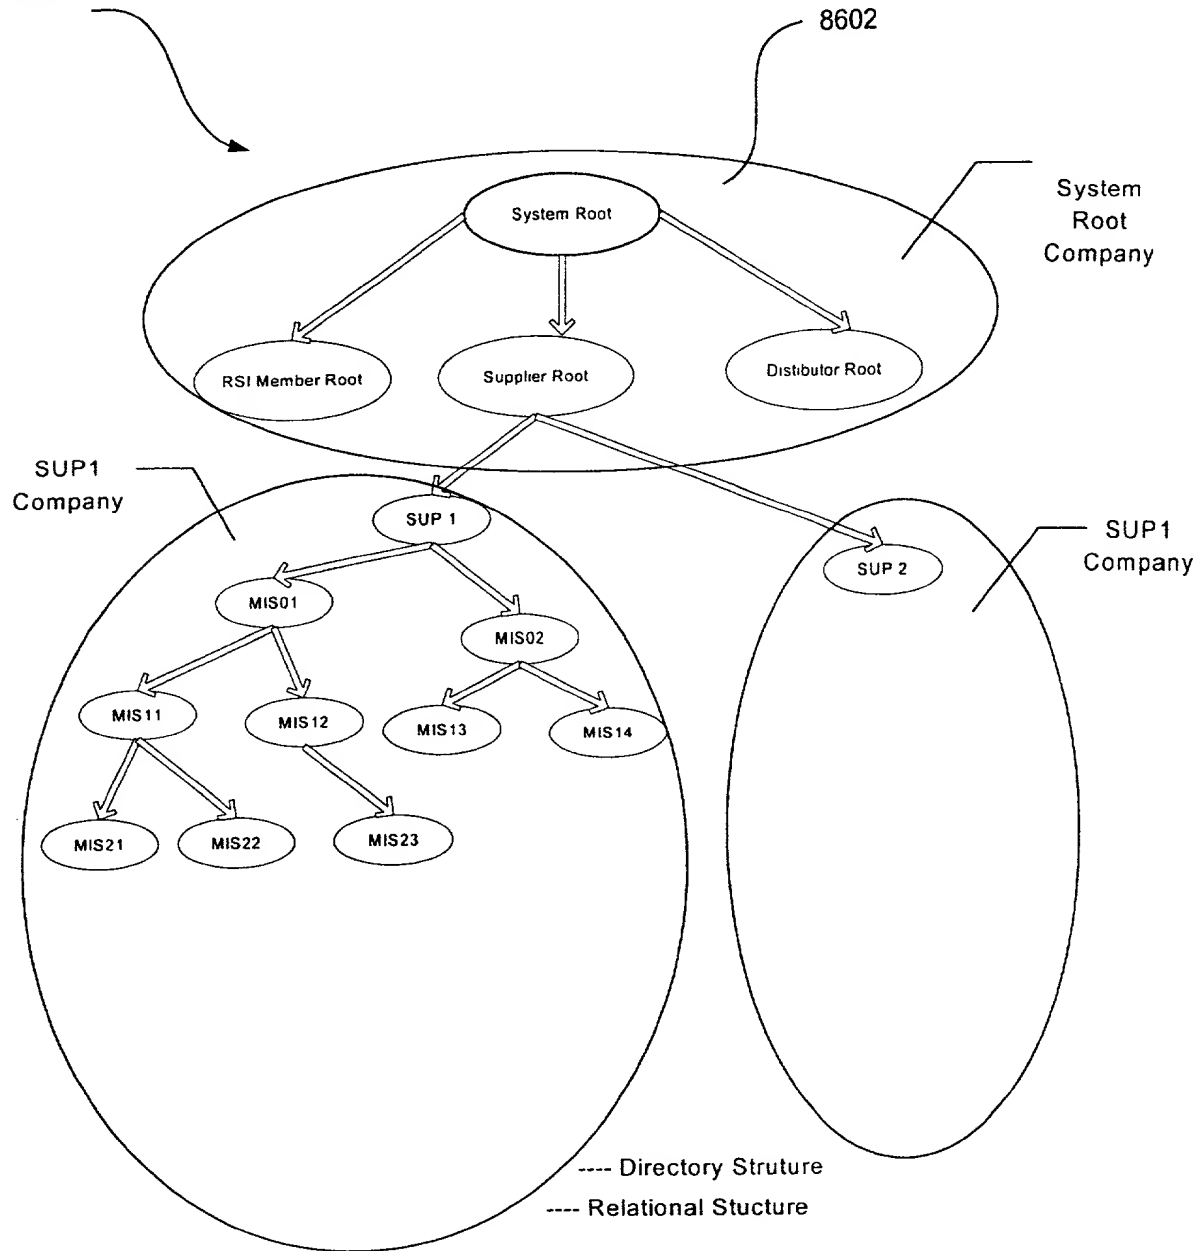 8602
System
Root
Company
System Root
RSI Member Root
Supplier Root
Distibutor Root
SUP1
Company
SUP 1
SUP1
Company
SUP 2
MIS01
MIS02
MIS11
MIS12
MIS13
MIS14
MIS21
MIS22
MIS23
---- Directory Struture
---- Relational Stucture